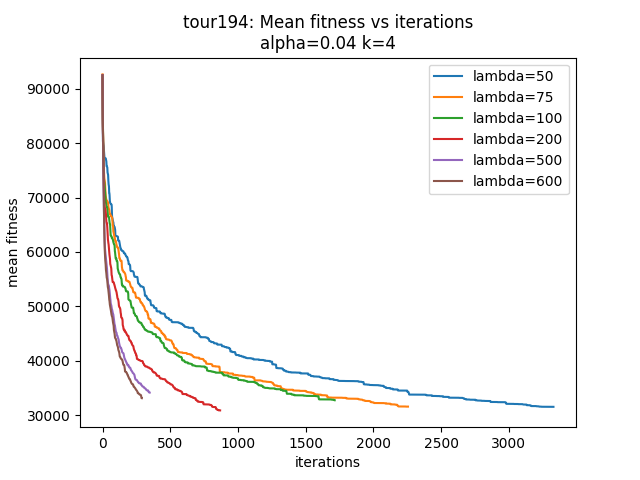 tour194: Mean fitness vs iterations
alpha=0.04 k=4
lambda=50
lambda=75
lambda=100
lambda=200
lambda=500
lambda=600
90000
80000
70000
60000
50000
40000
30000
mean fitness
0
500
1000
1500
2000
2500
3000
iterations